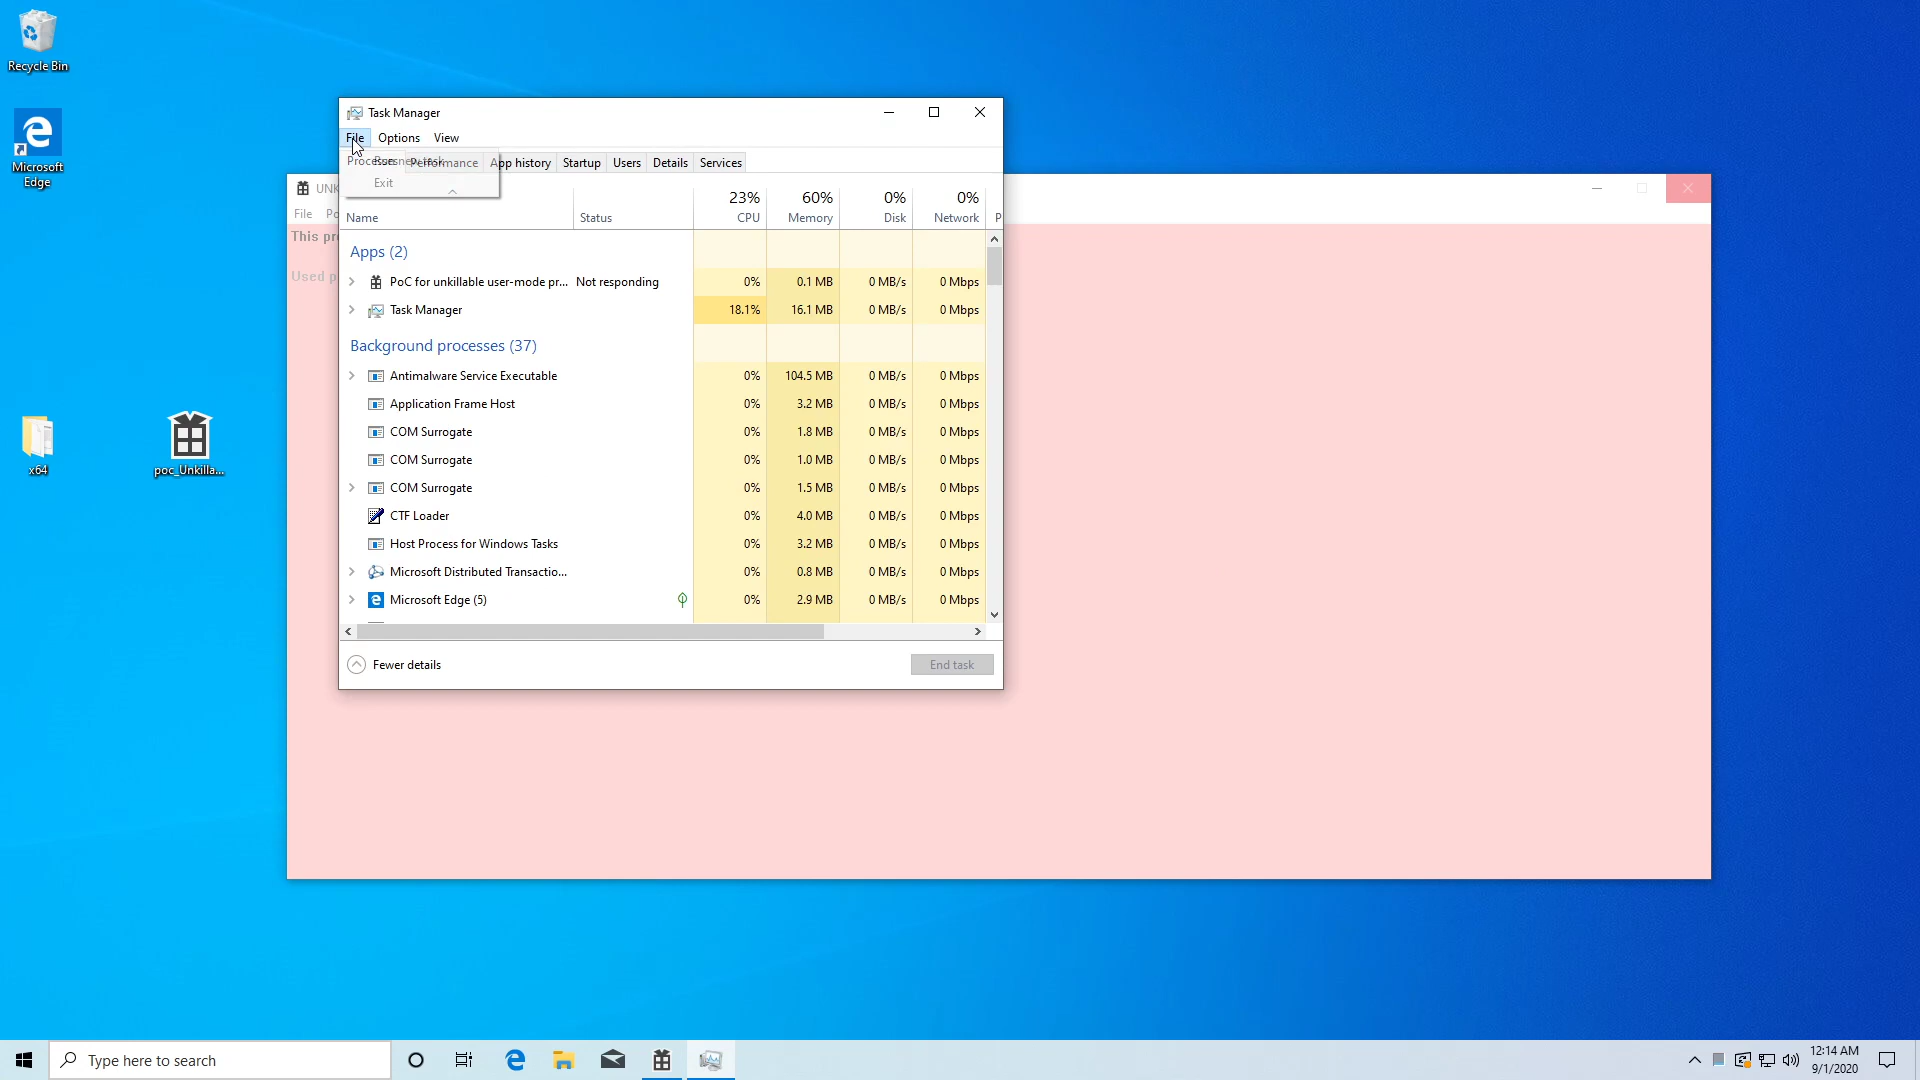 Recycle Bin
Microsoft
Edge
x64
poc_Unkilla...
Task Manager
File Options View
Processes Performance App history Startup Users Details Services
Run new task
Exit
UNK
File Po
This pr
Used p
23% 60% 0% 0%
Name Status CPU Memory Disk Network P
Apps (2)
PoC for unkillable user-mode pr... Not responding 0% 0.1 MB 0 MB/s 0 Mbps
Task Manager 18.1% 16.1 MB 0 MB/s 0 Mbps
Background processes (37)
Antimalware Service Executable 0% 104.5 MB 0 MB/s 0 Mbps
Application Frame Host 0% 3.2 MB 0 MB/s 0 Mbps
COM Surrogate 0% 1.8 MB 0 MB/s 0 Mbps
COM Surrogate 0% 1.0 MB 0 MB/s 0 Mbps
COM Surrogate 0% 1.5 MB 0 MB/s 0 Mbps
CTF Loader 0% 4.0 MB 0 MB/s 0 Mbps
Host Process for Windows Tasks 0% 3.2 MB 0 MB/s 0 Mbps
Microsoft Distributed Transactio... 0% 0.8 MB 0 MB/s 0 Mbps
Microsoft Edge (5) 0% 2.9 MB 0 MB/s 0 Mbps
Fewer details End task
Type here to search
12:14 AM
9/1/2020